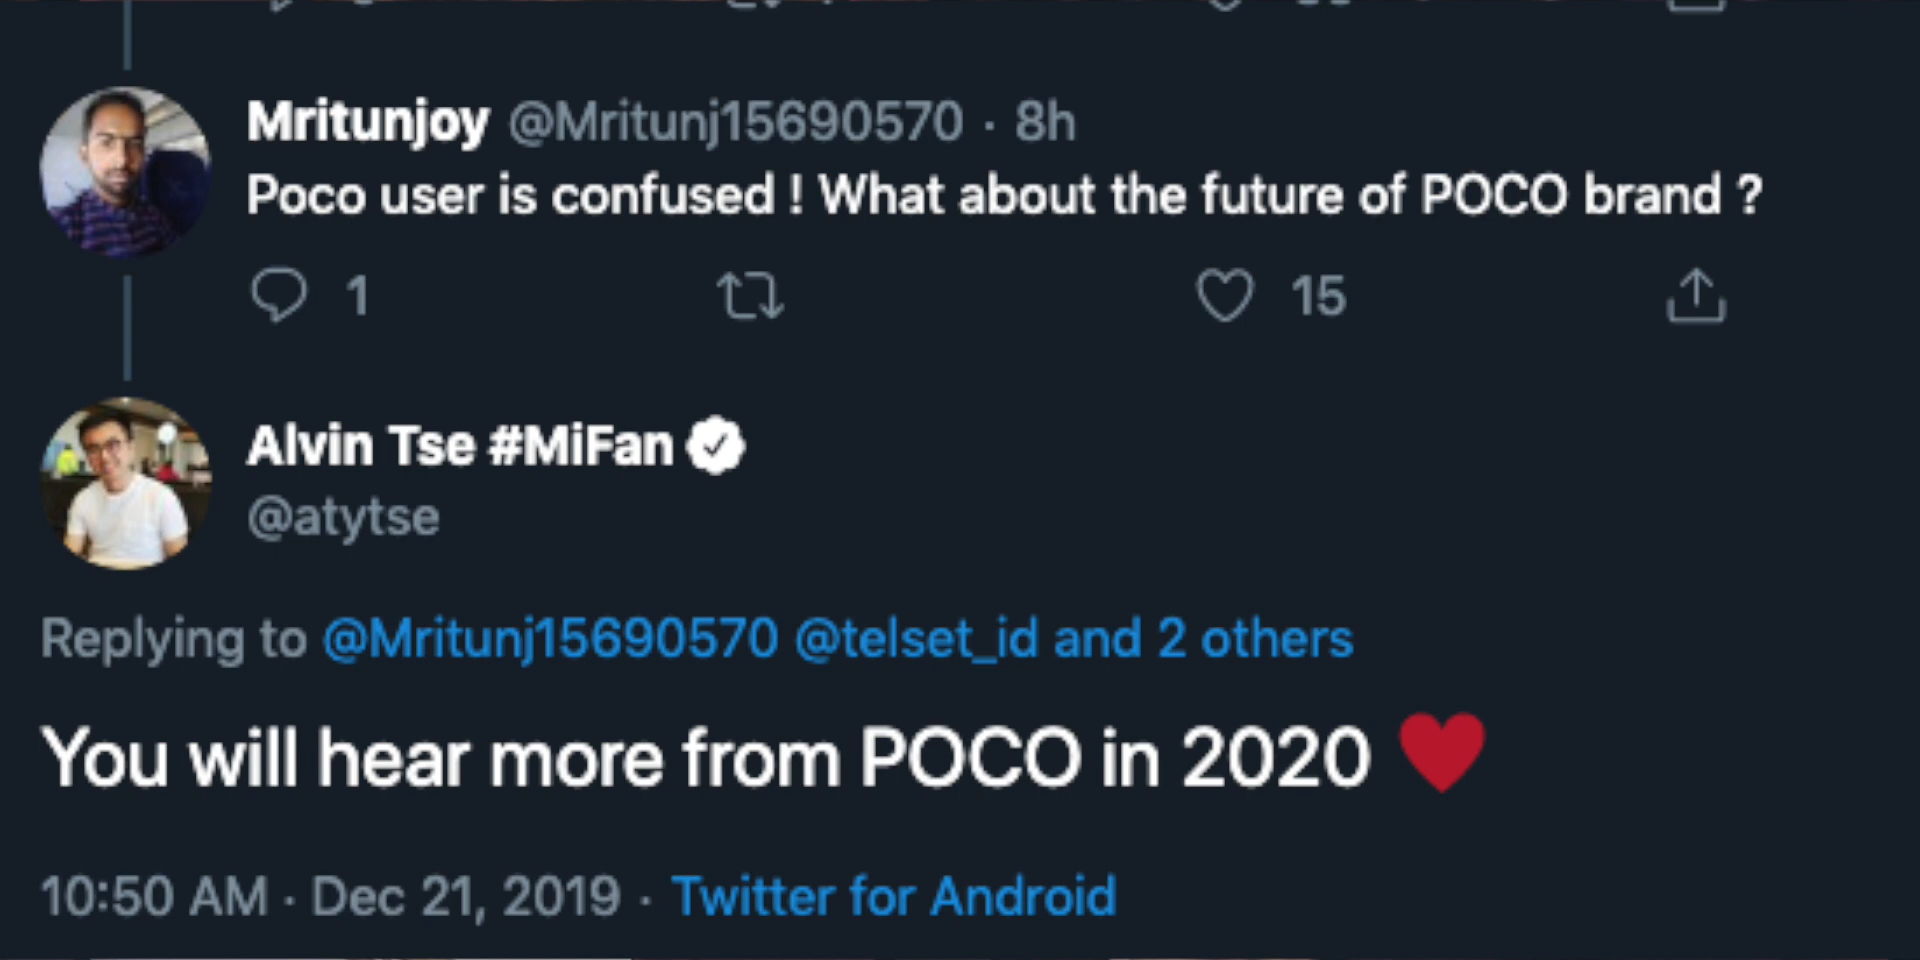 Mritunjoy @Mritunj15690570 · 8h
Poco user is confused ! What about the future of POCO brand ?
1 15
Alvin Tse #MiFan
@atytse
Replying to @Mritunj15690570 @telset_id and 2 others
You will hear more from POCO in 2020 ♥
10:50 AM · Dec 21, 2019 · Twitter for Android